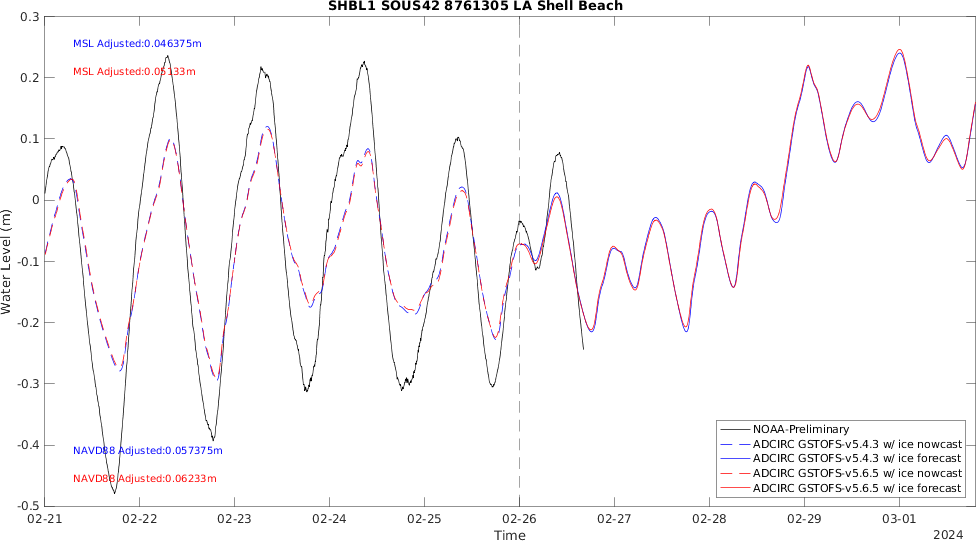 SHBL1 SOUS42 8761305 LA Shell Beach
0.3
MSL Adjusted:0.046375m
MSL Adjusted:0.05133m
0.2
0.1
0
Water Level (m)
-0.1
-0.2
-0.3
-0.4
NAVD88 Adjusted:0.057375m
NAVD88 Adjusted:0.06233m
-0.5
NOAA-Preliminary
ADCIRC GSTOFS-v5.4.3 w/ ice nowcast
ADCIRC GSTOFS-v5.4.3 w/ ice forecast
ADCIRC GSTOFS-v5.6.5 w/ ice nowcast
ADCIRC GSTOFS-v5.6.5 w/ ice forecast
02-21 02-22 02-23 02-24 02-25 02-26 02-27 02-28 02-29 03-01
Time
2024